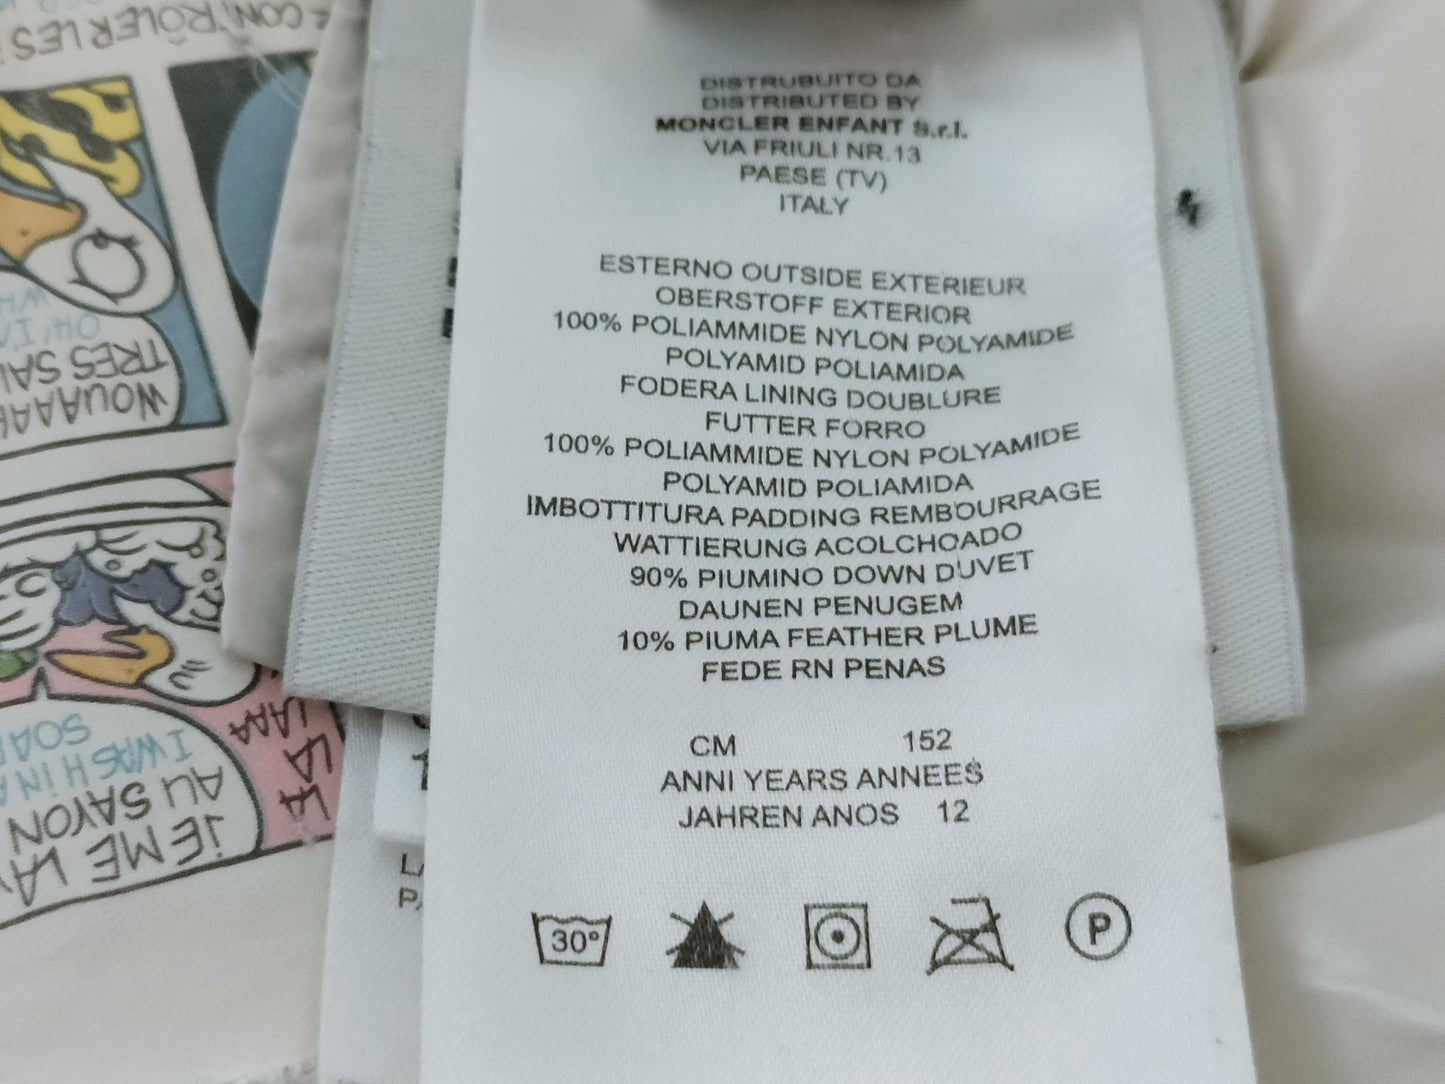 DISTRUBUITO DA
DISTRIBUTED BY
MONCLER ENFANT S.r.l.
VIA FRIULI NR.13
PAESE (TV)
ITALY
ESTERNO OUTSIDE EXTERIEUR
OBERSTOFF EXTERIOR
100% POLIAMMIDE NYLON POLYAMIDE
POLYAMID POLIAMIDA
FODERA LINING DOUBLURE
FUTTER FORRO
100% POLIAMMIDE NYLON POLYAMIDE
POLYAMID POLIAMIDA
IMBOTTITURA PADDING REMBOURRAGE
WATTIERUNG ACOLCHOADO
90% PIUMINO DOWN DUVET
DAUNEN PENUGEM
10% PIUMA FEATHER PLUME
FEDE RN PENAS
CM 152
ANNI YEARS ANNEES
JAHREN ANOS 12
30°
P
CONTRÔLER LES
TRES
JE ME
AU SAVON
I WASH IN
LA
LA
LA